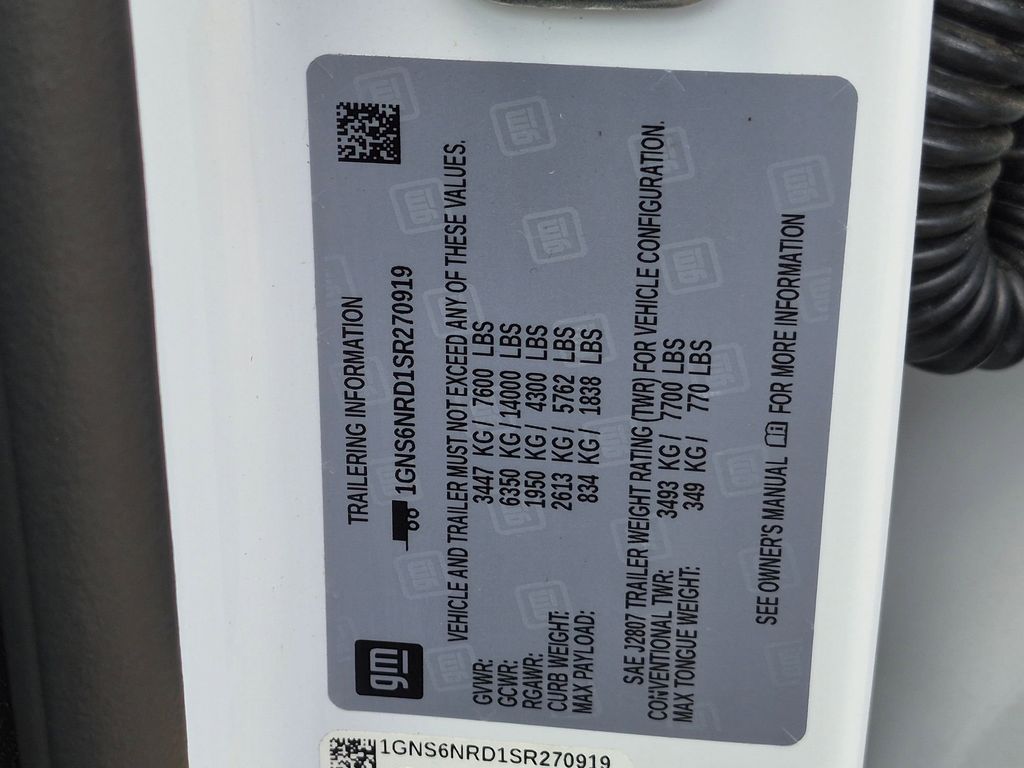 TRAILERING INFORMATION
gm
1GNS6NRD1SR270919
VEHICLE AND TRAILER MUST NOT EXCEED ANY OF THESE VALUES.
GVWR: 3447 KG/ 7600 LBS
GCWR: 6350 KG/14000 LBS
RGAWR: 1950 KG/ 4300 LBS
CURB WEIGHT: 2613 KG/ 5762 LBS
MAX PAYLOAD: 834 KG/ 1838 LBS
SAE J2807 TRAILER WEIGHT RATING (TWR) FOR VEHICLE CONFIGURATION.
CONVENTIONAL TWR: 3493 KG/ 7700 LBS
MAX TONGUE WEIGHT: 349 KG/ 770 LBS
SEE OWNER'S MANUAL FOR MORE INFORMATION
1GNS6NRD1SR270919